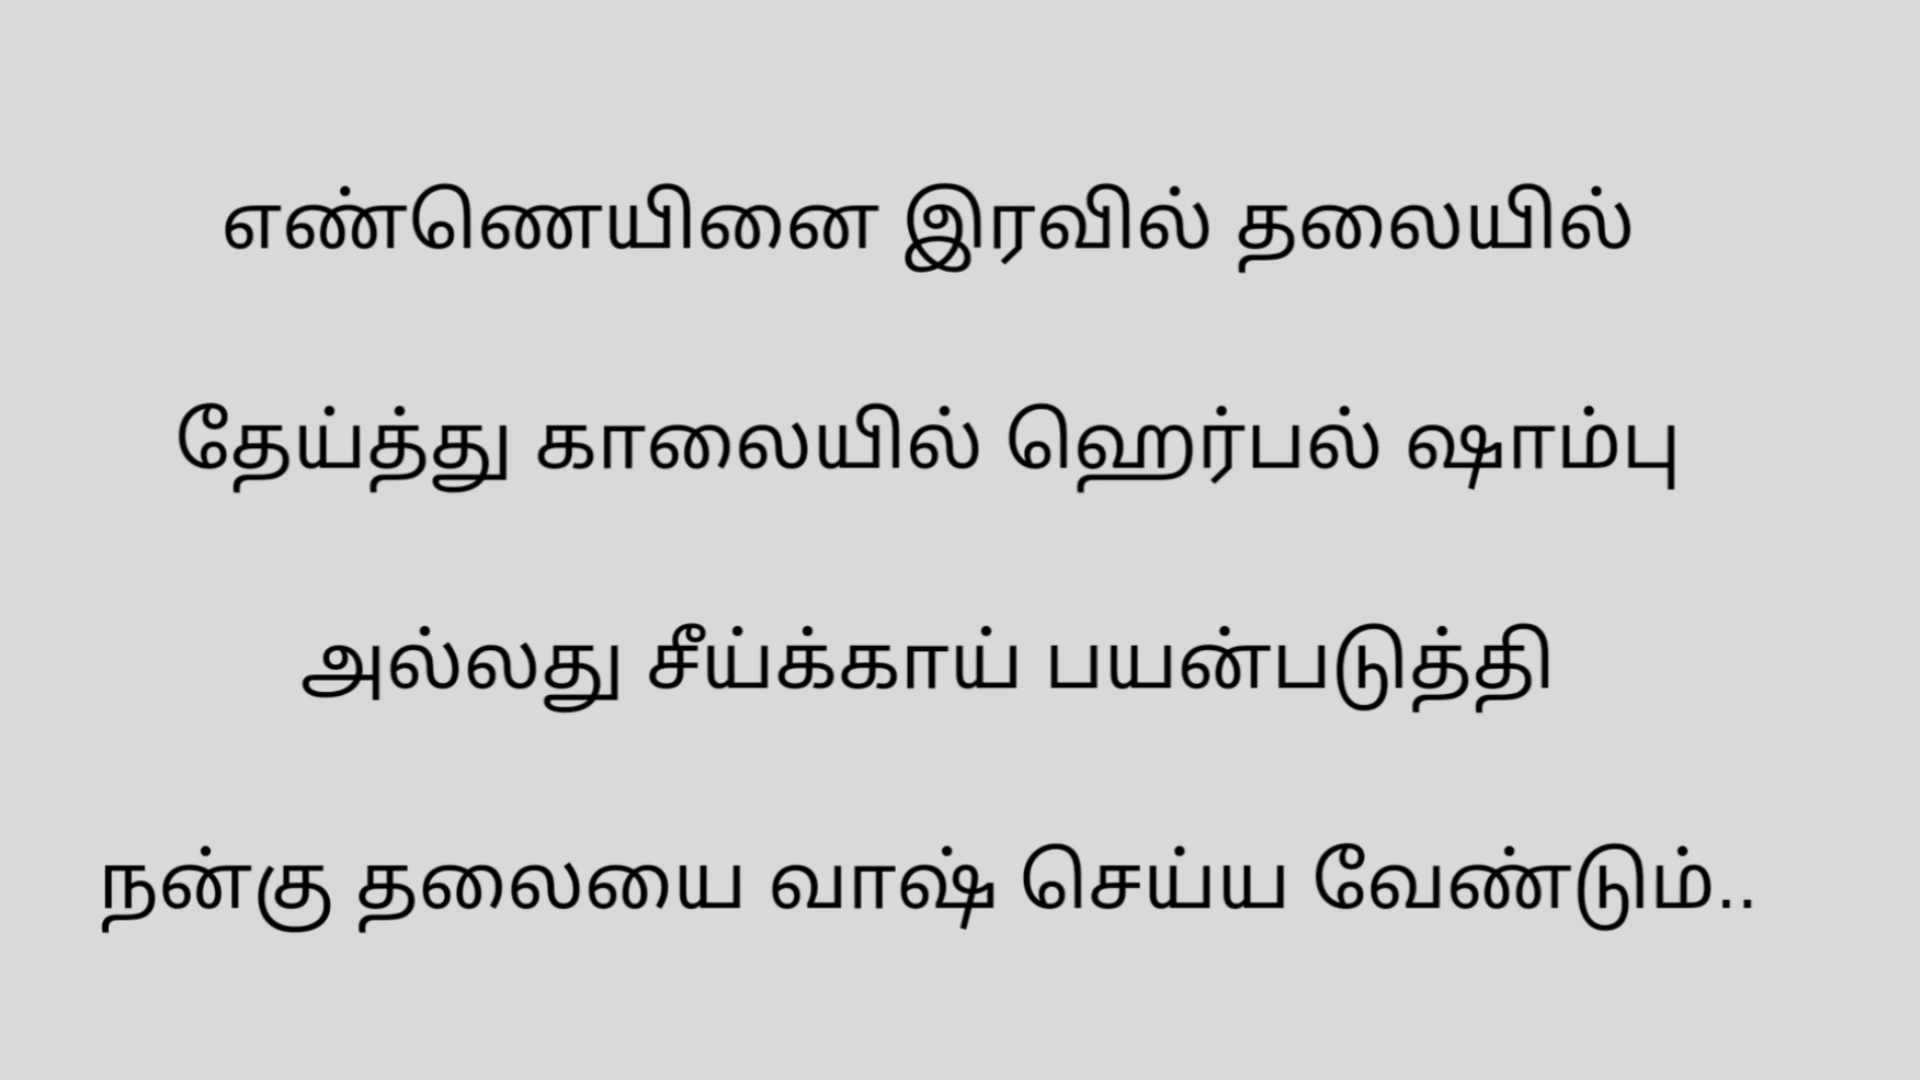 எண்ணெயினை இரவில் தலையில்
தேய்த்து காலையில் ஹெர்பல் ஷாம்பு
அல்லது சீய்க்காய் பயன்படுத்தி
நன்கு தலையை வாஷ் செய்ய வேண்டும்..